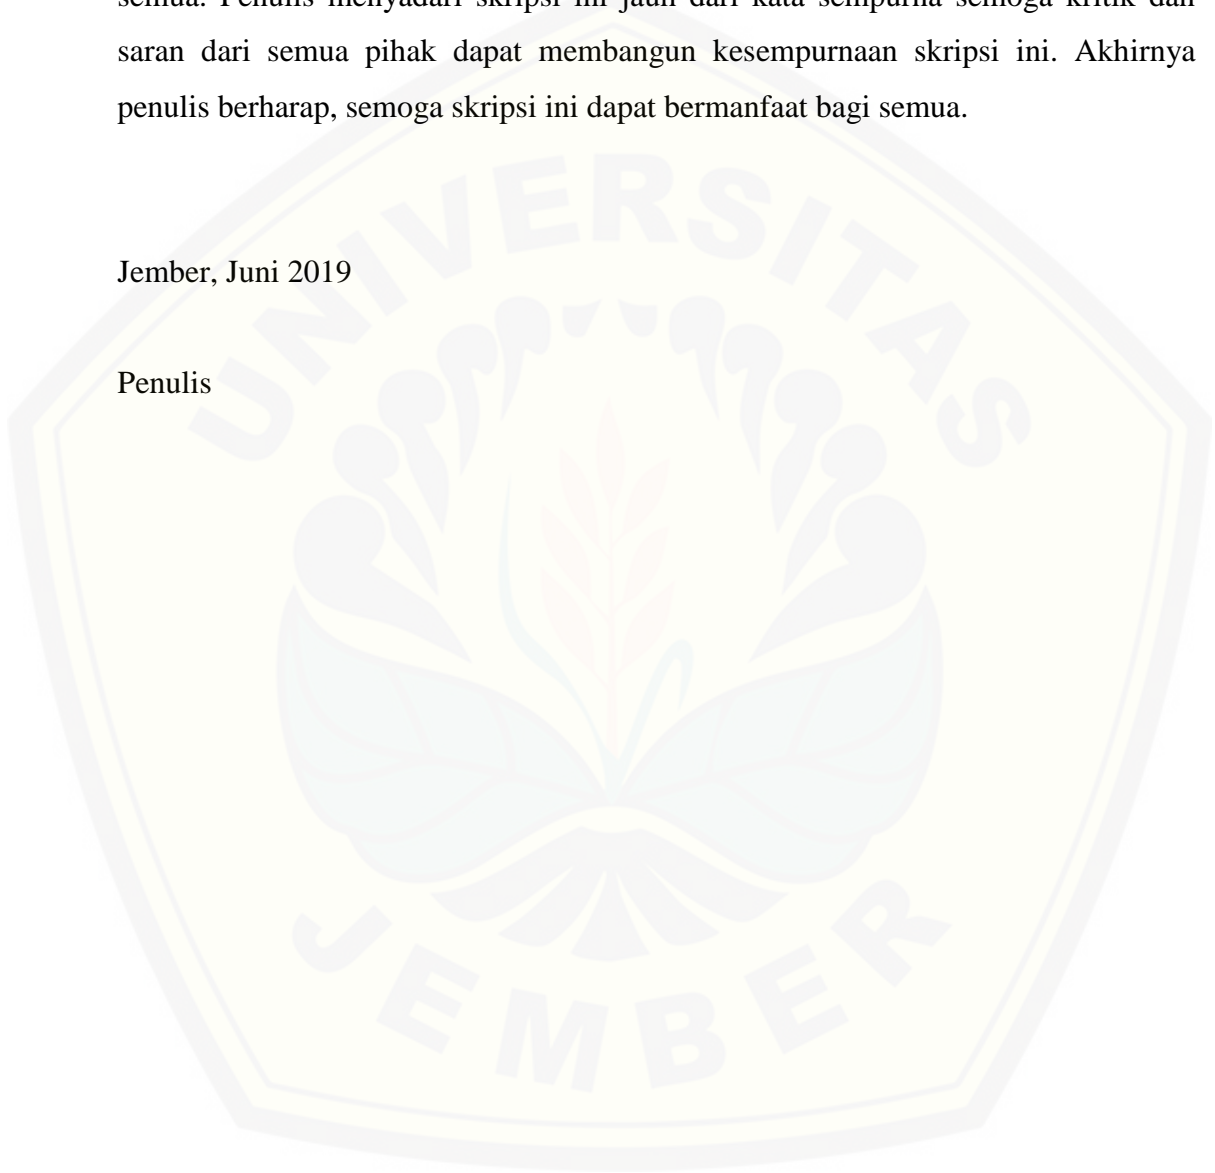 semua. Penulis menyadari skripsi ini jauh dari kata sempurna semoga kritik dan
saran dari semua pihak dapat membangun kesempurnaan skripsi ini. Akhirnya
penulis berharap, semoga skripsi ini dapat bermanfaat bagi semua.
UNIVERSITAS
Jember, Juni 2019
Penulis
JEMBER